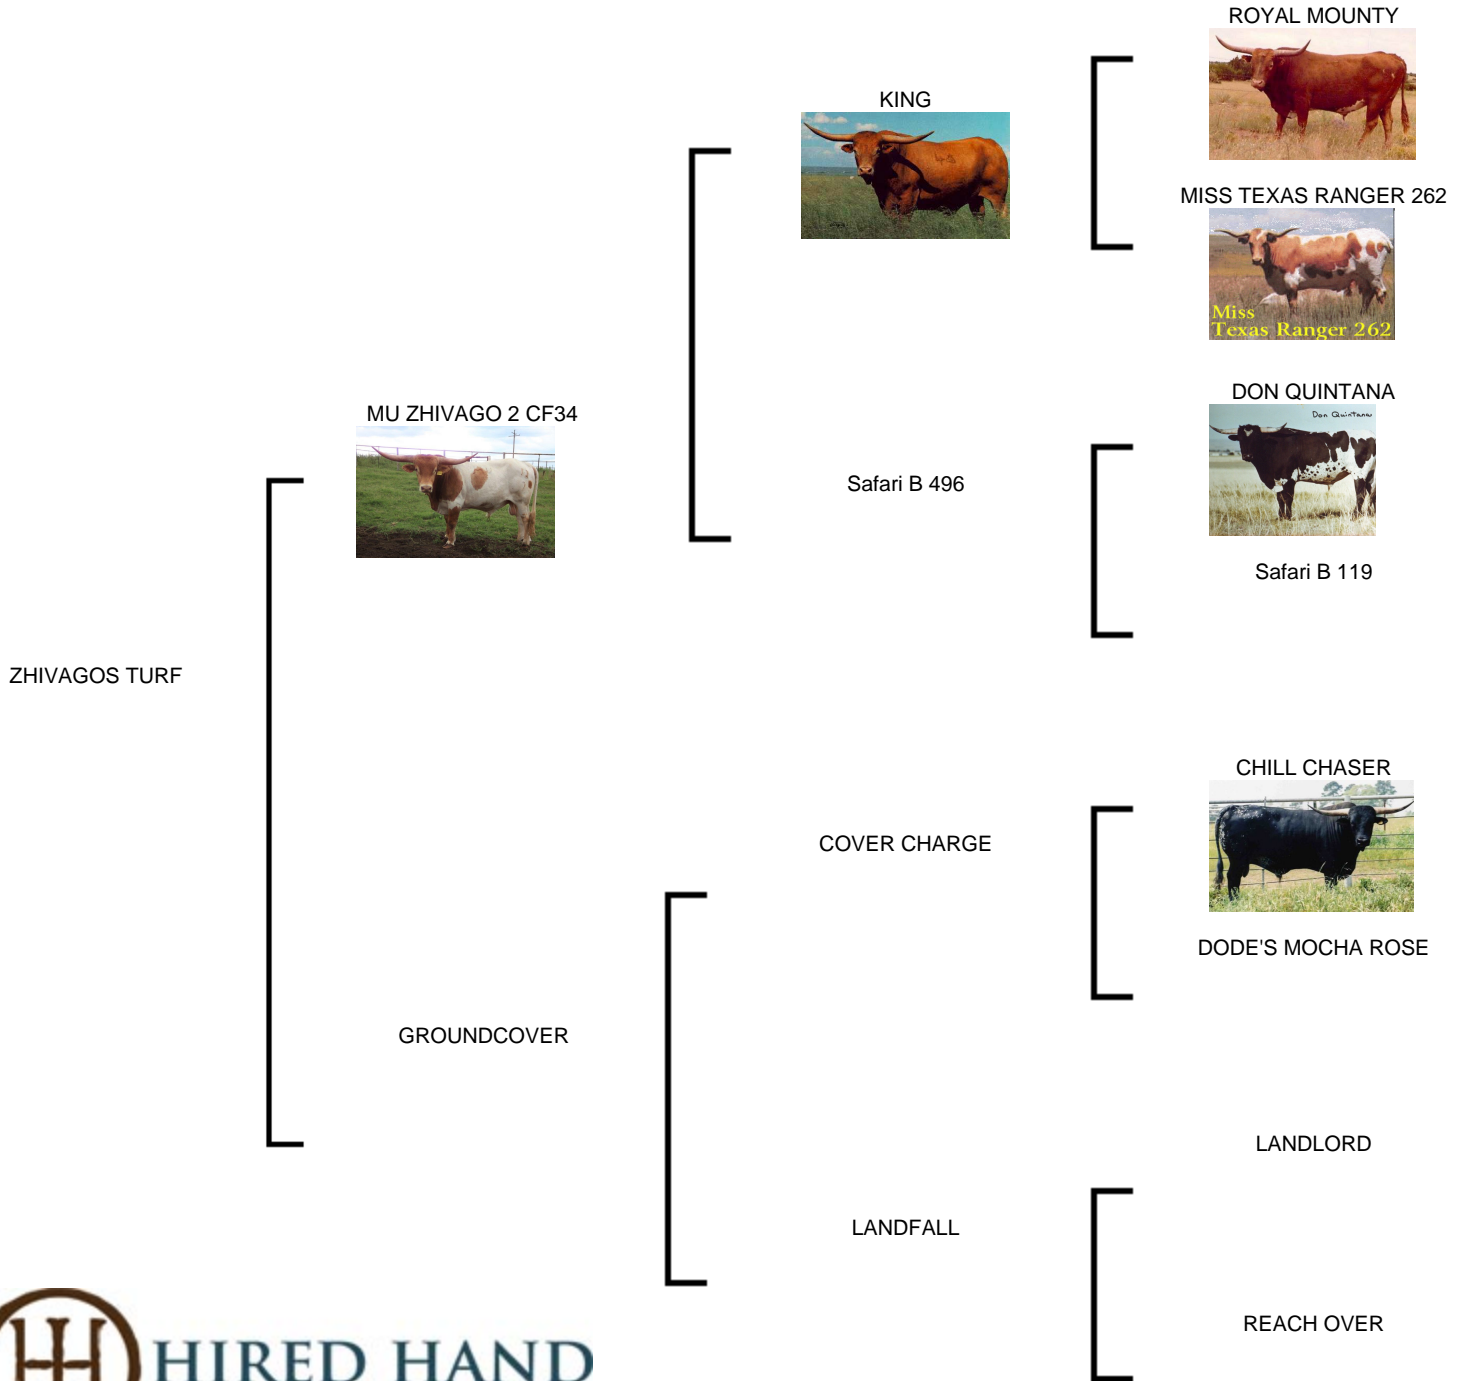 ROYAL MOUNTY
KING
MISS TEXAS RANGER 262
Miss
Texas Ranger 262
DON QUINTANA
Don Quintana
MU ZHIVAGO 2 CF34
Safari B 496
Safari B 119
ZHIVAGOS TURF
CHILL CHASER
COVER CHARGE
DODE'S MOCHA ROSE
GROUNDCOVER
LANDLORD
LANDFALL
REACH OVER
HIRED HAND